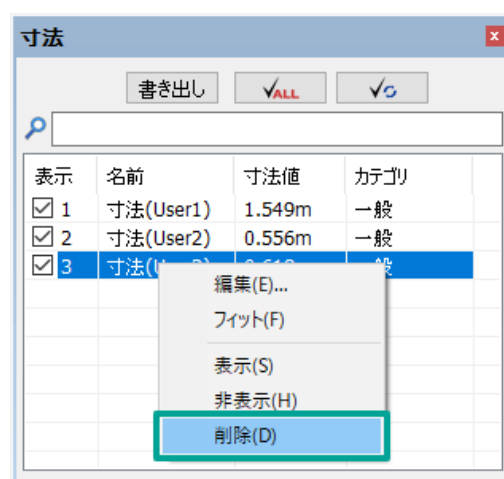 寸法
書き出し ALL
表示 名前 寸法値 カテゴリ
1 寸法(User1) 1.549m 一般
2 寸法(User2) 0.556m 一般
3
編集(E)...
フィット(F)
表示(S)
非表示(H)
削除(D)